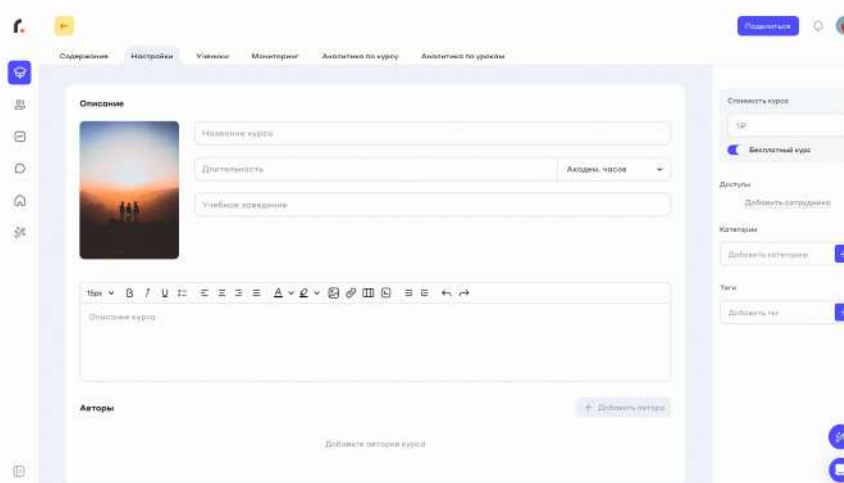 Поделиться
Содержание Настройки Ученики Мониторинг Аналитика по курсу Аналитика по урокам
Описание
Название курса
Длительность
Академ. часов
Учебное заведение
15px
Описание курса
Авторы
+ Добавить автора
Добавьте авторов курса
Стоимость курса
1₽
Бесплатный курс
Доступы
Добавить сотрудника
Категории
Добавить категорию
Теги
Добавить тег